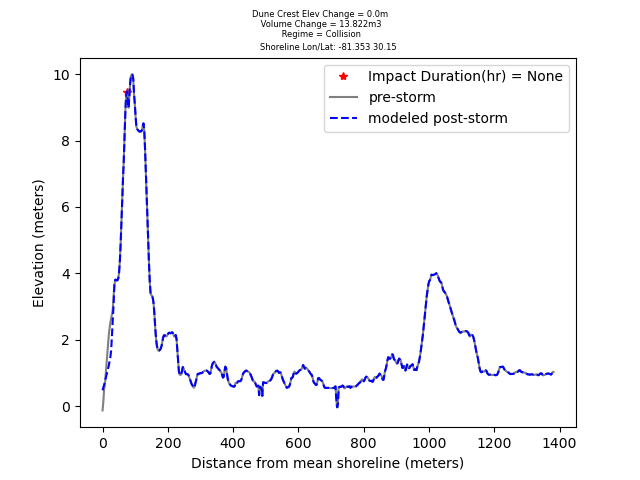 Dune Crest Elev Change = 0.0m
Volume Change = 13.822m3
Regime = Collision
Shoreline Lon/Lat: -81.353 30.15
Impact Duration(hr) = None
pre-storm
modeled post-storm
Elevation (meters)
10
8
6
4
2
0
0 200 400 600 800 1000 1200 1400
Distance from mean shoreline (meters)